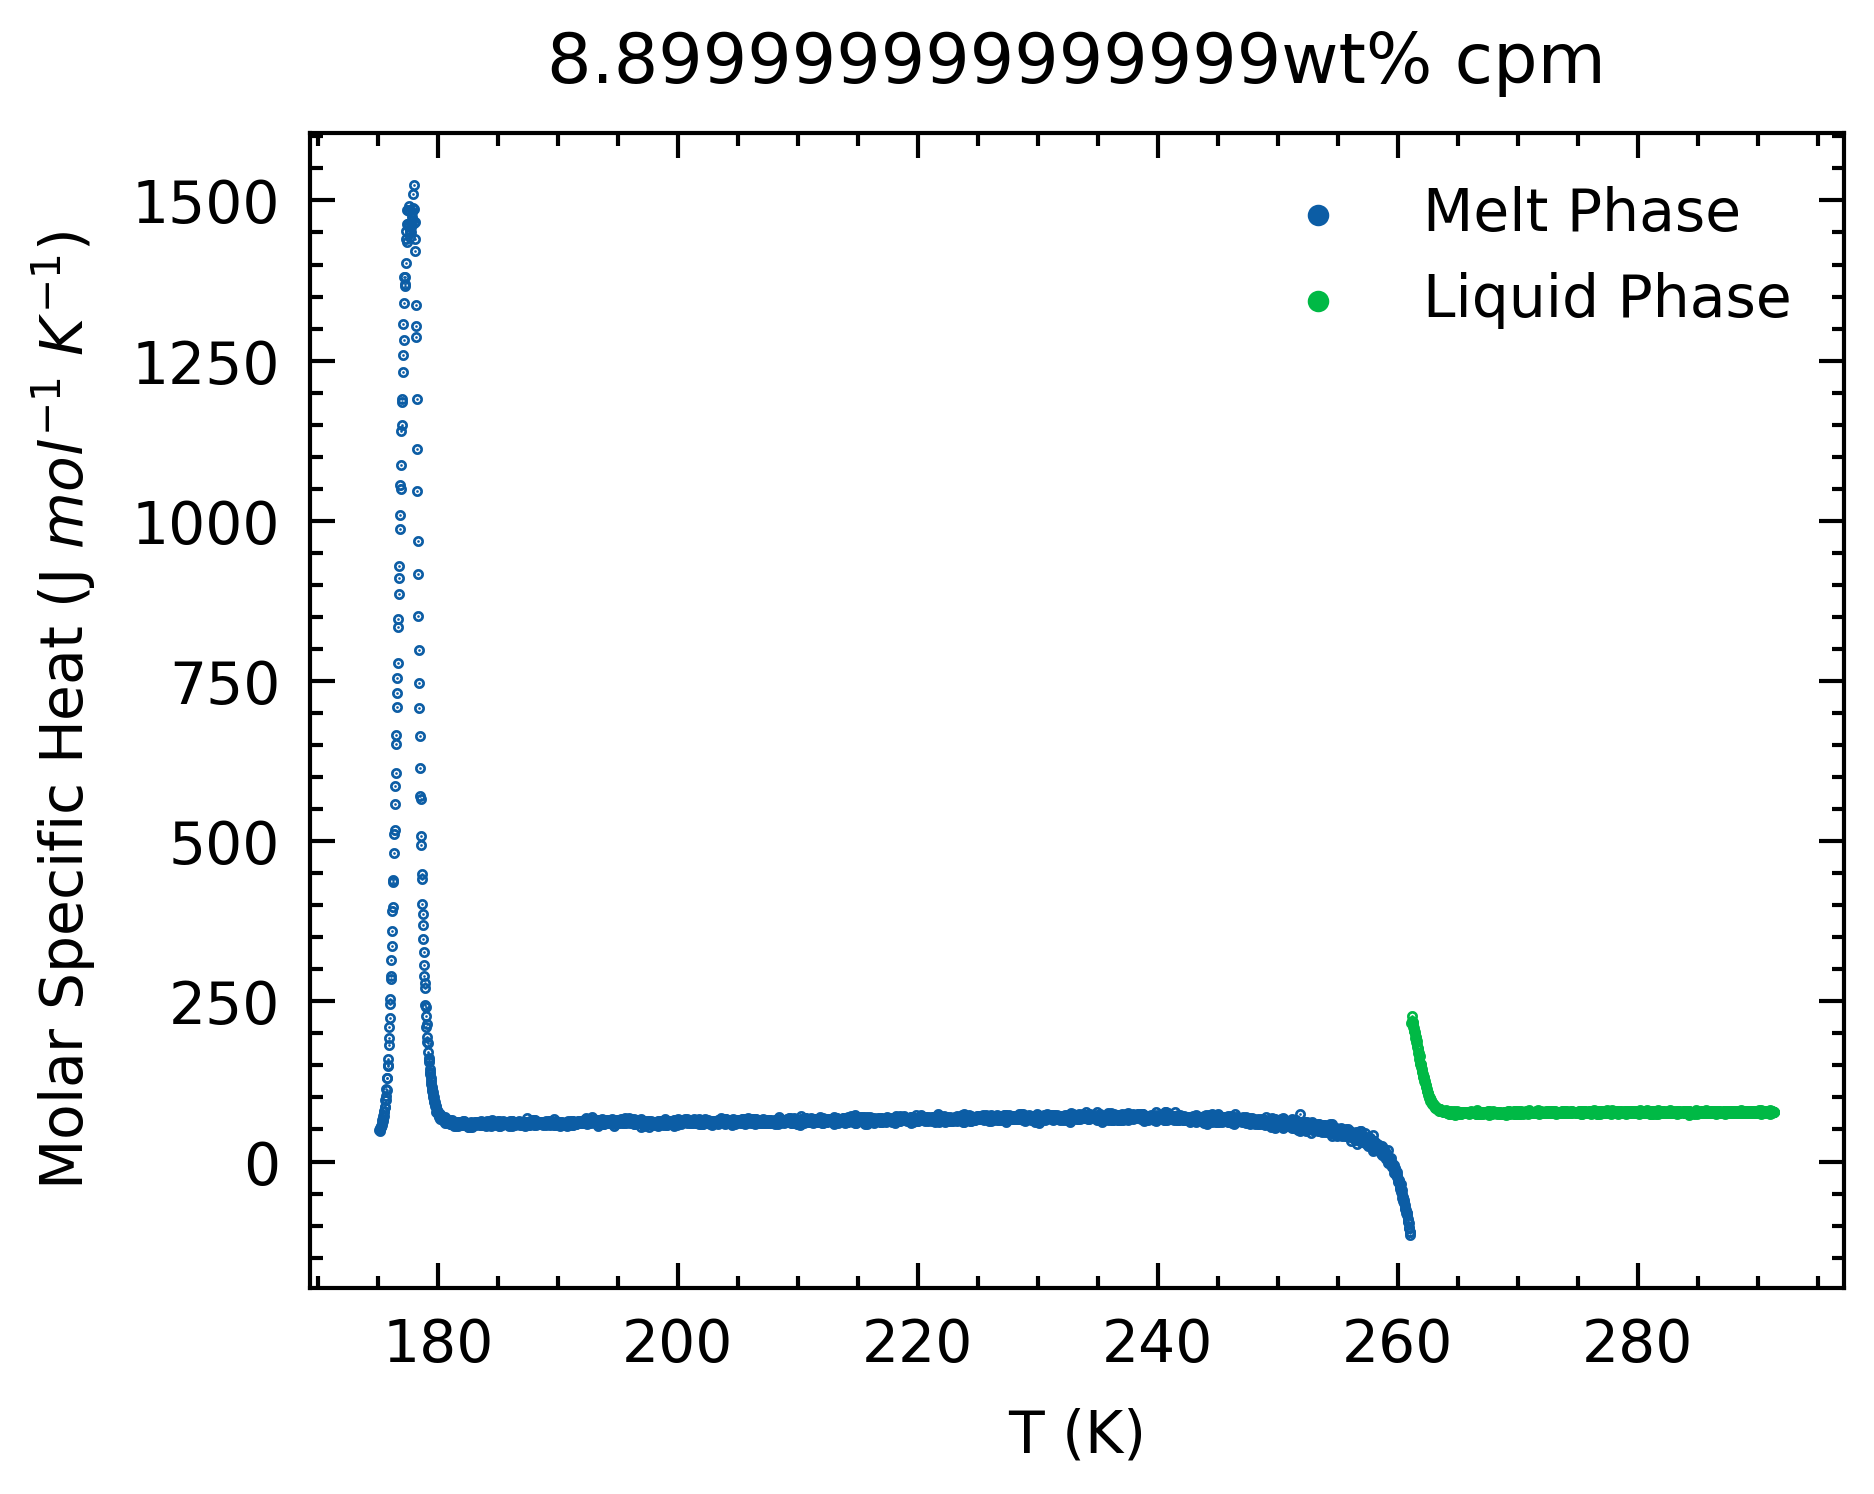 8.899999999999999wt% cpm
Melt Phase
Liquid Phase
Molar Specific Heat (J mol⁻¹ K⁻¹)
1500
1250
1000
750
500
250
0
180 200 220 240 260 280
T (K)